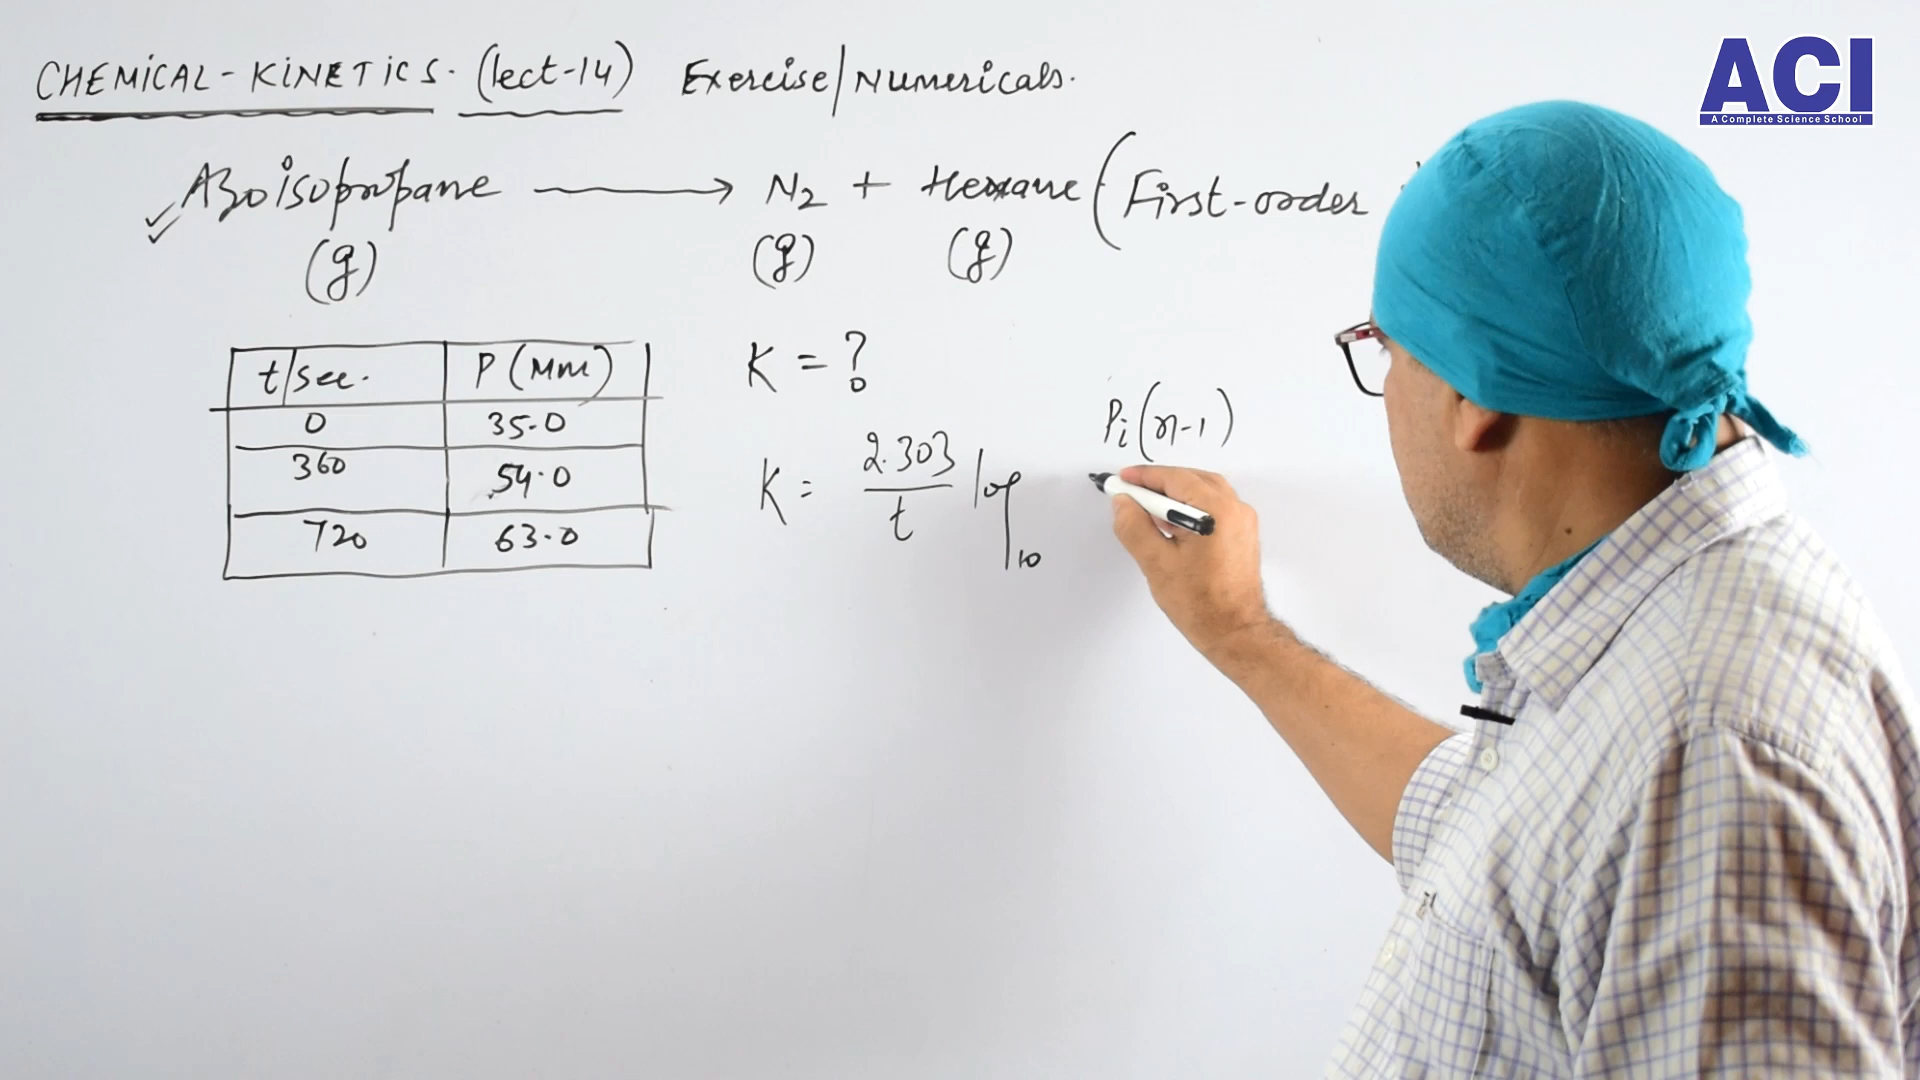 CHEMiCAL-KiNETiCS. (lect-14) Exercise/Numericals.
ACI
A Complete Science School
Azoisopropane → N2 + Hexane (First-order
(g) (g) (g)
t/sec. P (Mm)
0 35.0
360 54.0
720 63.0
K = ?
K = 2.303/t log10 Pi(n-1)